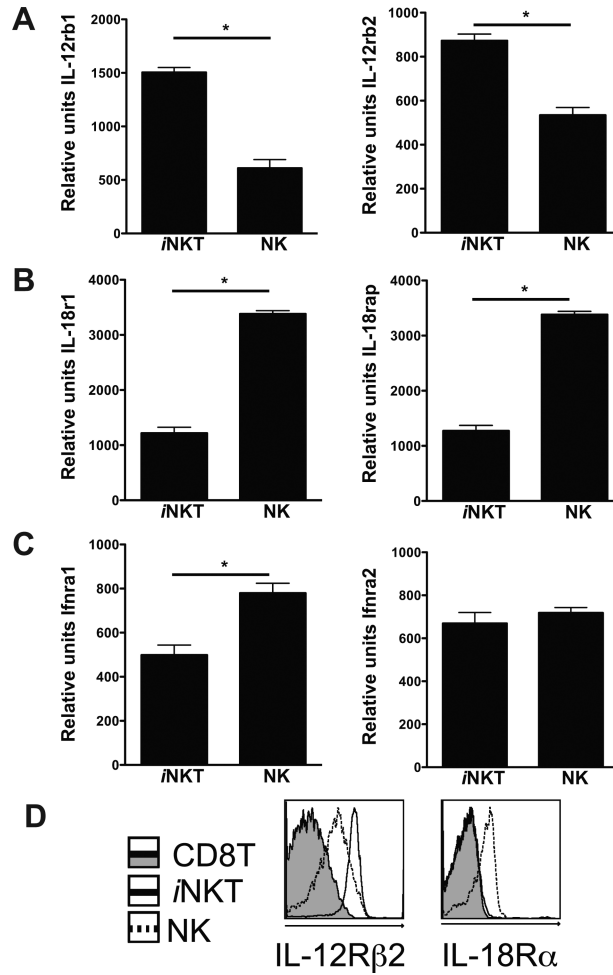 A
Relative units IL-12rb1
1500
1000
500
0
*
iNKT NK
Relative units IL-12rb2
800
600
400
200
0
*
iNKT NK
B
Relative units IL-18r1
4000
3000
2000
1000
0
*
iNKT NK
Relative units IL-18rap
4000
3000
2000
1000
0
*
iNKT NK
C
Relative units Ifnra1
1000
800
600
400
200
0
*
iNKT NK
Relative units Ifnra2
1000
800
600
400
200
0
iNKT NK
D
CD8T
iNKT
NK
IL-12Rβ2
IL-18Rα